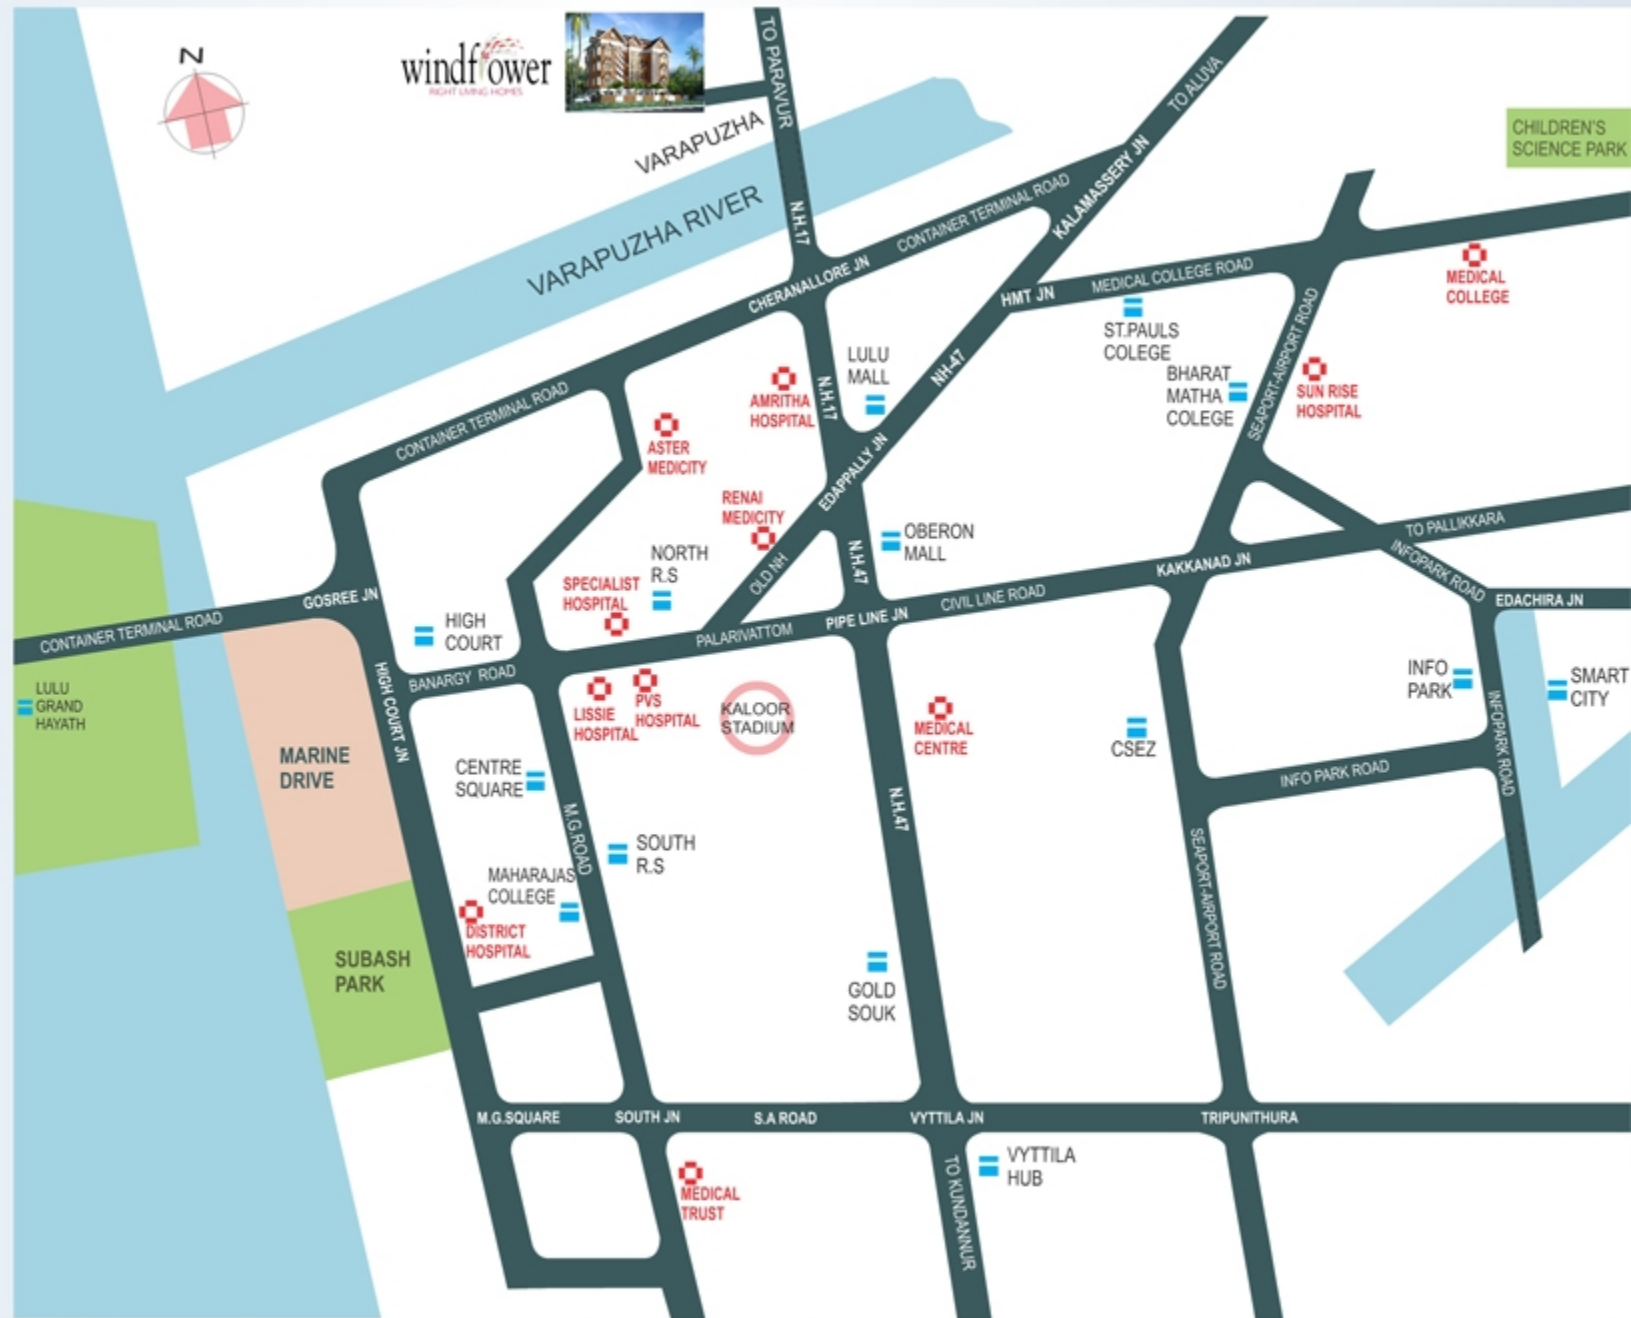 N
windflower
RIGHT LIVING HOMES
TO PARAVUR
VARAPUZHA
VARAPUZHA RIVER
N.H.17
CHERANALLORE JN
CONTAINER TERMINAL ROAD
KALAMASSERY JN
TO ALUVA
CHILDREN'S
SCIENCE PARK
HMT JN
MEDICAL COLLEGE ROAD
MEDICAL
COLLEGE
ST.PAULS
COLEGE
BHARAT
MATHA
COLEGE
SEAPORT-AIRPORT ROAD
SUN RISE
HOSPITAL
LULU
MALL
NH-47
N.H.17
AMRITHA
HOSPITAL
CONTAINER TERMINAL ROAD
ASTER
MEDICITY
EDAPPALLY JN
RENAI
MEDICITY
OBERON
MALL
N.H.47
OLD NH
NORTH
R.S
SPECIALIST
HOSPITAL
TO PALLIKKARA
INFOPARK ROAD
KAKKANAD JN
EDACHIRA JN
CIVIL LINE ROAD
PIPE LINE JN
PALARIVATTOM
GOSREE JN
CONTAINER TERMINAL ROAD
HIGH
COURT
BANARGY ROAD
HIGH COURT JN
LULU
GRAND
HAYATH
MARINE
DRIVE
LISSIE
HOSPITAL
PVS
HOSPITAL
KALOOR
STADIUM
MEDICAL
CENTRE
CSEZ
INFO
PARK
SMART
CITY
INFOPARK ROAD
INFO PARK ROAD
CENTRE
SQUARE
M.G.ROAD
N.H.47
SOUTH
R.S
MAHARAJAS
COLLEGE
DISTRICT
HOSPITAL
SEAPORT-AIRPORT ROAD
SUBASH
PARK
GOLD
SOUK
M.G.SQUARE
SOUTH JN
S.A ROAD
VYTTILA JN
TRIPUNITHURA
VYTTILA
HUB
TO KUNDANNUR
MEDICAL
TRUST